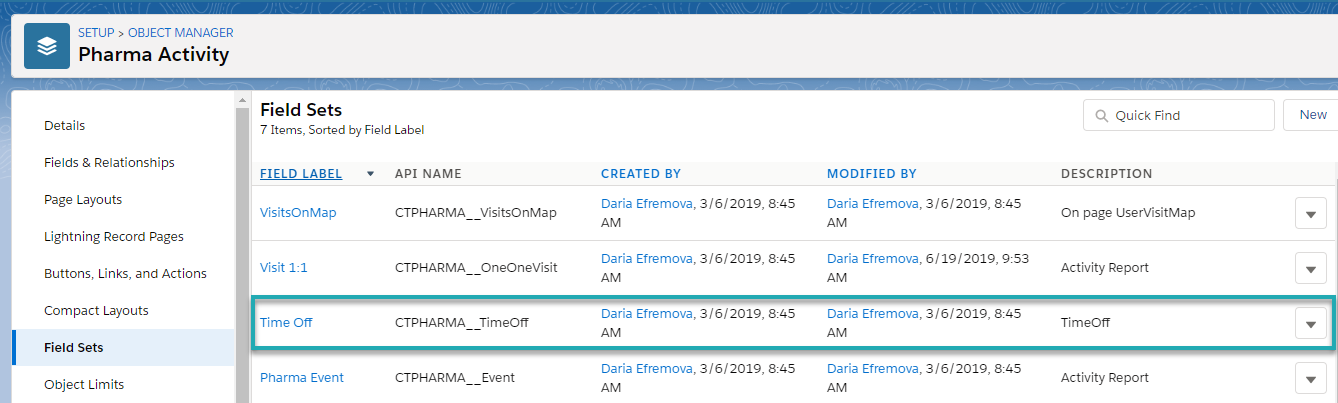 SETUP > OBJECT MANAGER
Pharma Activity
Details
Fields & Relationships
Page Layouts
Lightning Record Pages
Buttons, Links, and Actions
Compact Layouts
Field Sets
Object Limits
Field Sets
7 Items, Sorted by Field Label
Quick Find
New
FIELD LABEL API NAME CREATED BY MODIFIED BY DESCRIPTION
VisitsOnMap CTPHARMA__VisitsOnMap Daria Efremova, 3/6/2019, 8:45 AM Daria Efremova, 3/6/2019, 8:45 AM On page UserVisitMap
Visit 1:1 CTPHARMA__OneOneVisit Daria Efremova, 3/6/2019, 8:45 AM Daria Efremova, 6/19/2019, 9:53 AM Activity Report
Time Off CTPHARMA__TimeOff Daria Efremova, 3/6/2019, 8:45 AM Daria Efremova, 3/6/2019, 8:45 AM TimeOff
Pharma Event CTPHARMA__Event Daria Efremova, 3/6/2019, 8:45 AM Daria Efremova, 3/6/2019, 8:45 AM Activity Report